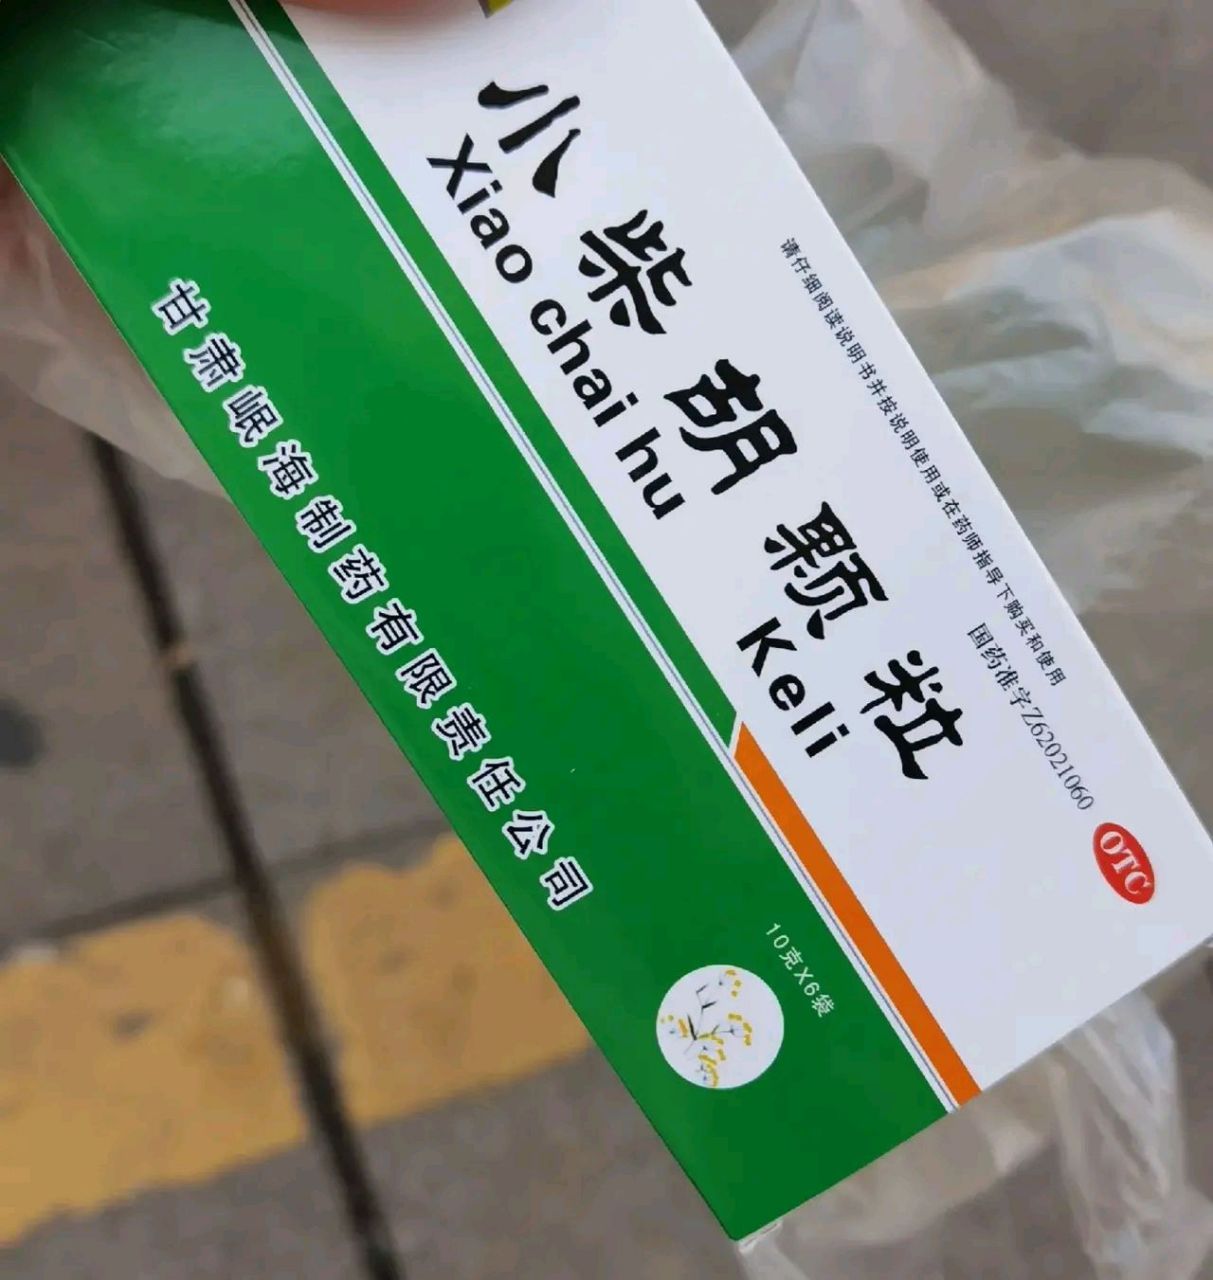 请仔细阅读说明书并按说明使用或在药师指导下购买和使用
国药准字Z62021060
OTC
小柴胡颗粒
Xiao chai hu Keli
10克X6袋
甘肃岷海制药有限责任公司